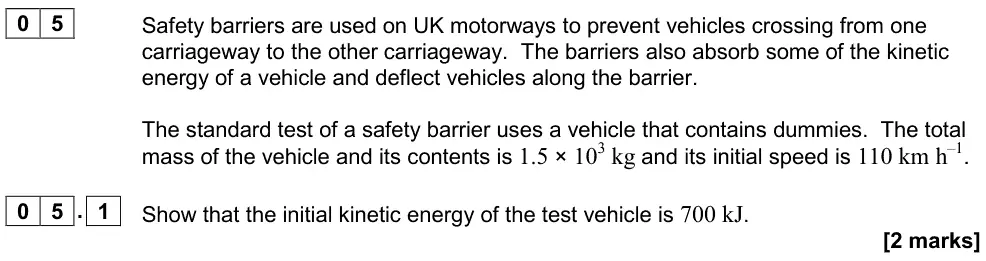 0 5 Safety barriers are used on UK motorways to prevent vehicles crossing from one
carriageway to the other carriageway. The barriers also absorb some of the kinetic
energy of a vehicle and deflect vehicles along the barrier.
The standard test of a safety barrier uses a vehicle that contains dummies. The total
mass of the vehicle and its contents is 1.5 × 10³ kg and its initial speed is 110 km h⁻¹.
0 5 . 1 Show that the initial kinetic energy of the test vehicle is 700 kJ.
[2 marks]